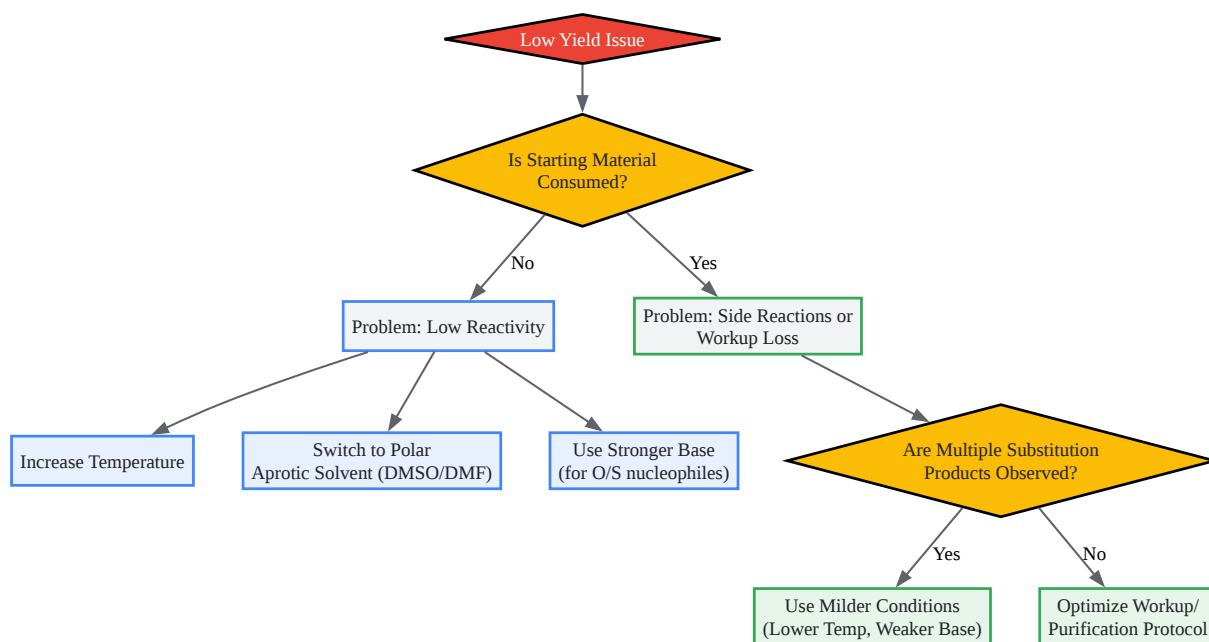 Low Yield Issue
Is Starting Material
Consumed?
No
Yes
Problem: Low Reactivity
Problem: Side Reactions or
Workup Loss
Increase Temperature
Switch to Polar
Aprotic Solvent (DMSO/DMF)
Use Stronger Base
(for O/S nucleophiles)
Are Multiple Substitution
Products Observed?
Yes
No
Use Milder Conditions
(Lower Temp, Weaker Base)
Optimize Workup/
Purification Protocol